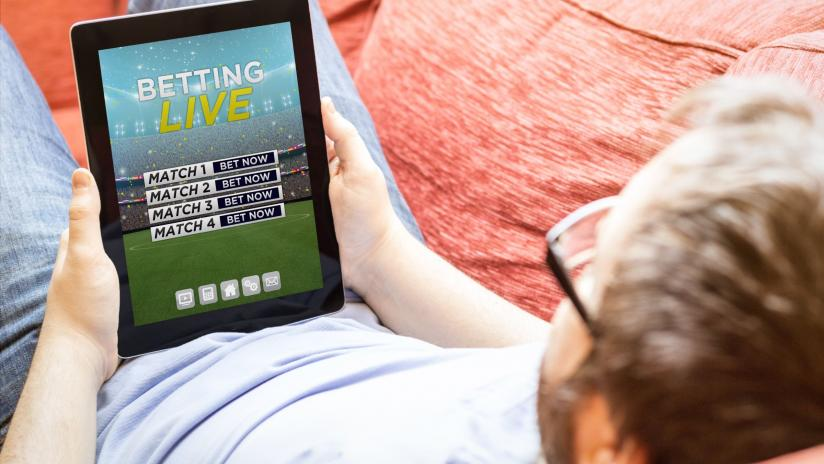 BETTING
LIVE
MATCH 1 BET NOW
MATCH 2 BET NOW
MATCH 3 BET NOW
MATCH 4 BET NOW